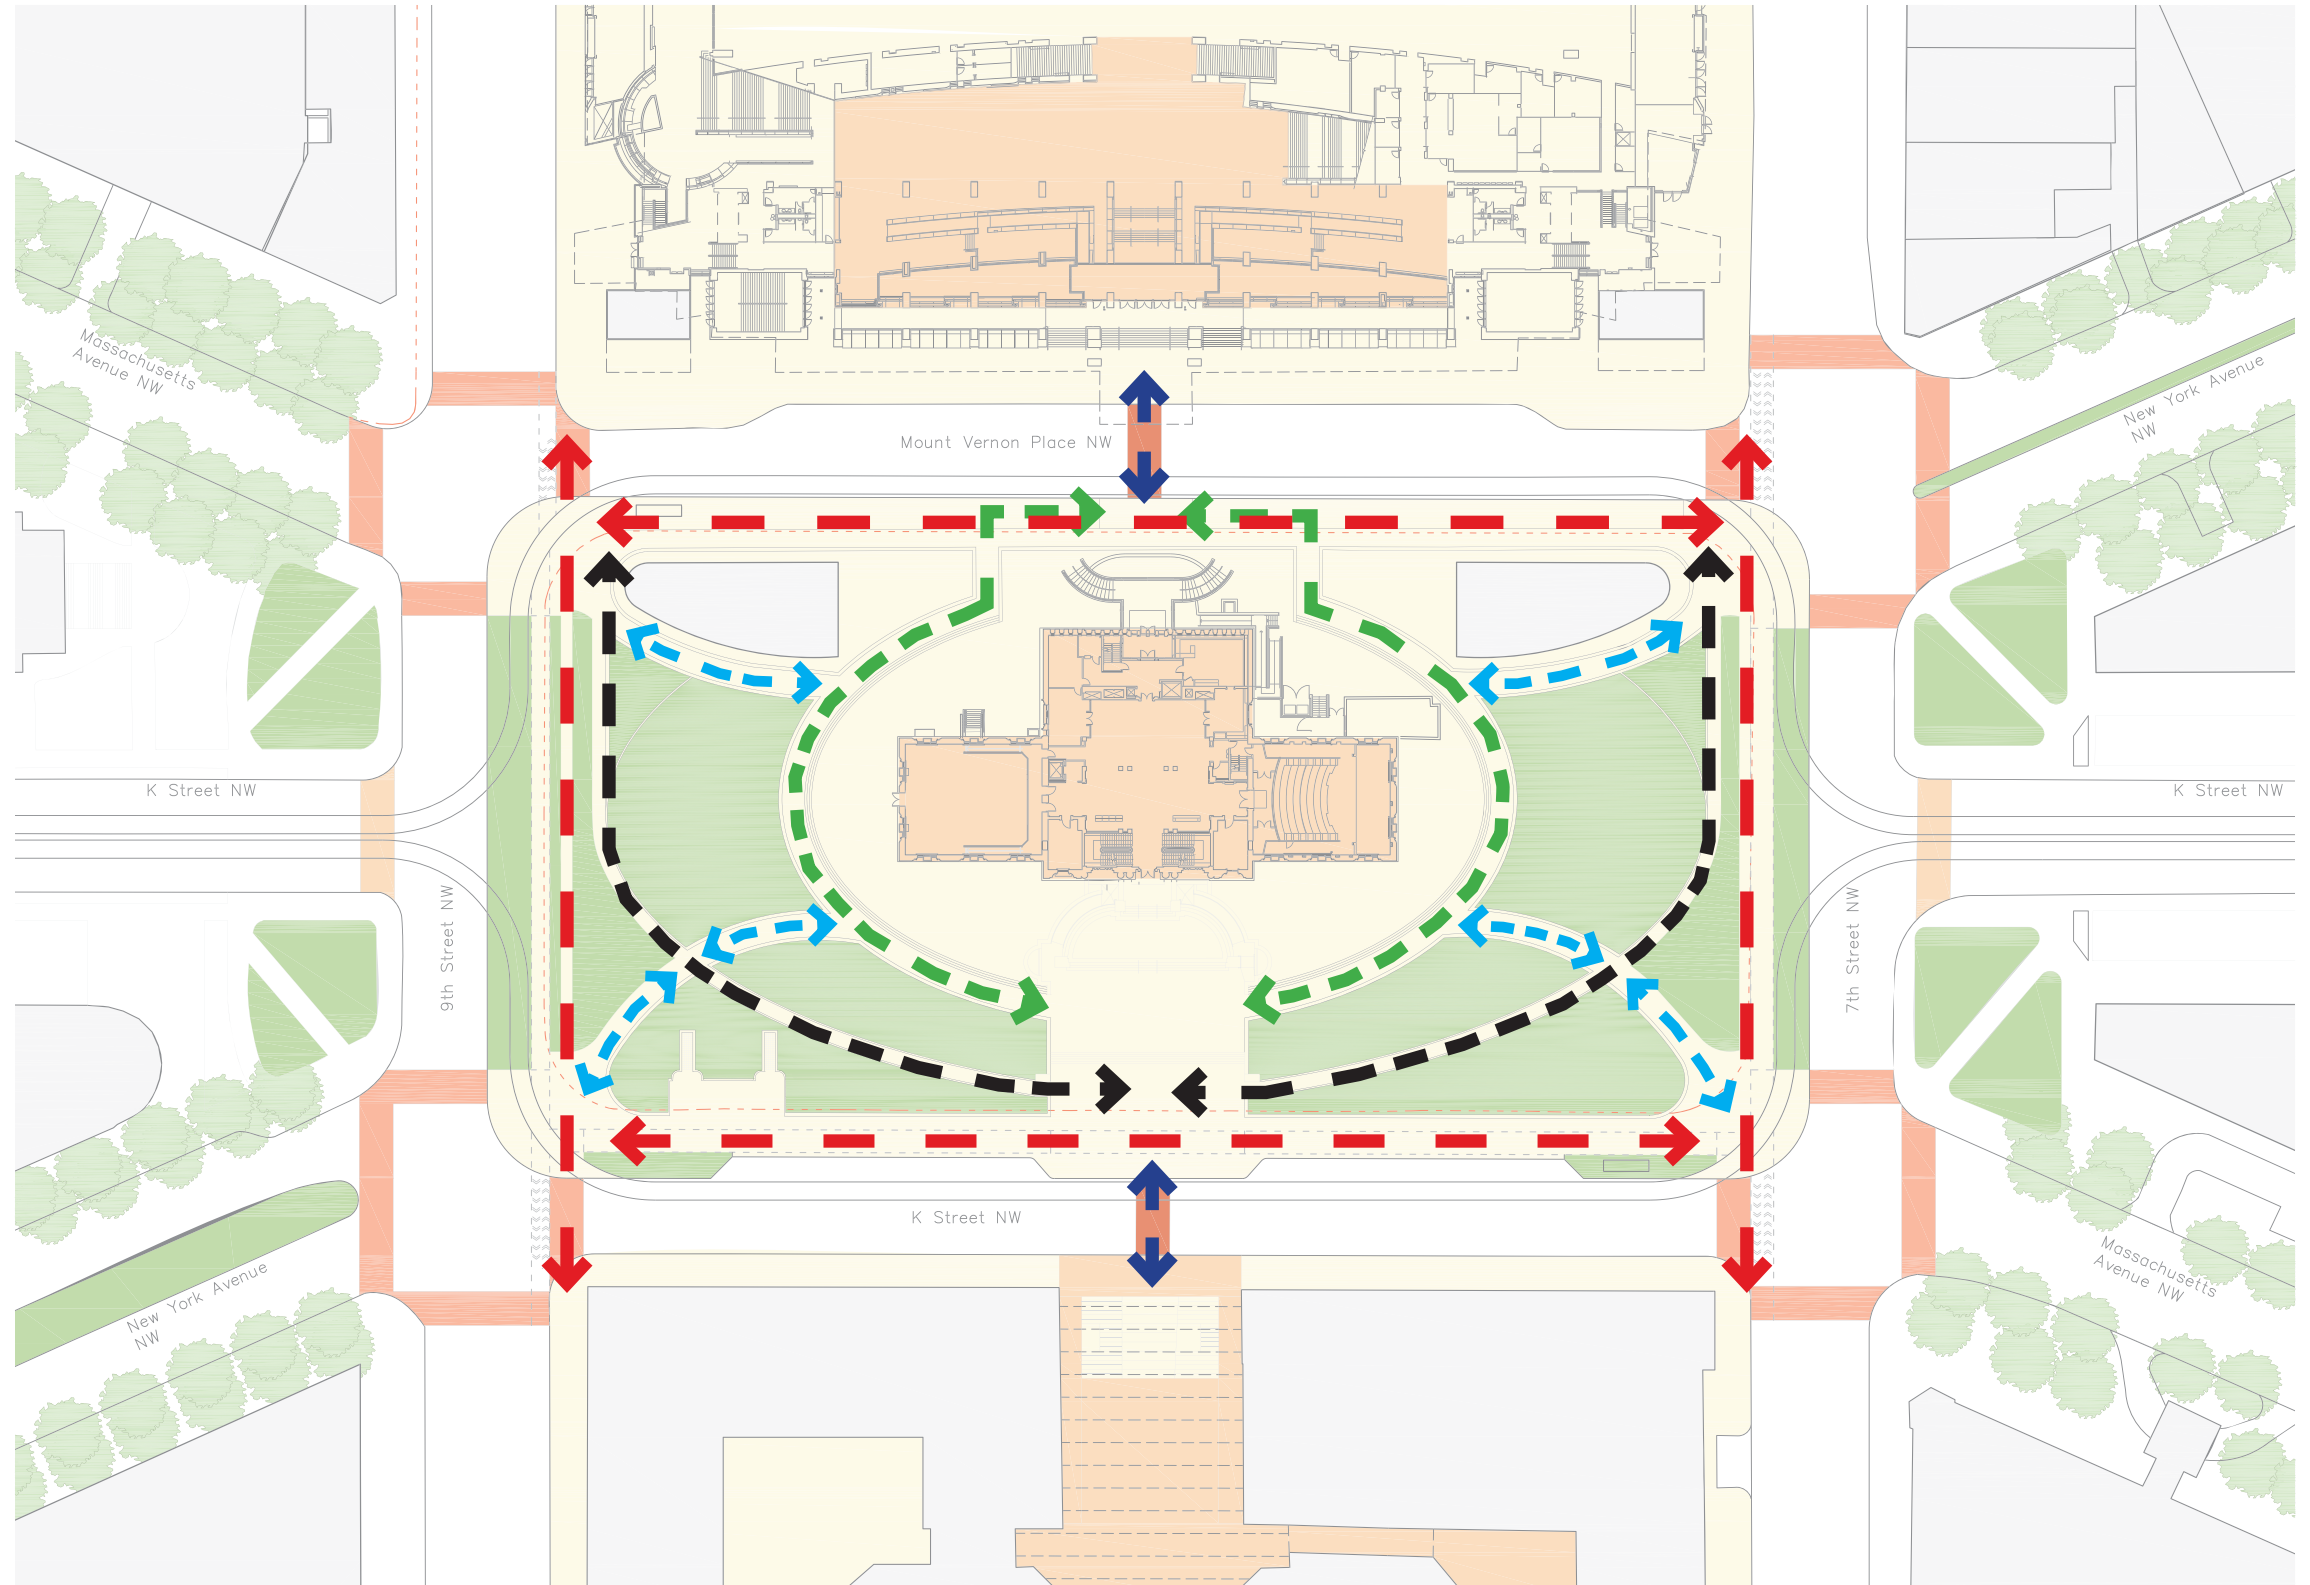 Massachusetts
Avenue NW
New York Avenue
NW
Mount Vernon Place NW
K Street NW
K Street NW
9th Street NW
7th Street NW
K Street NW
New York Avenue
NW
Massachusetts
Avenue NW